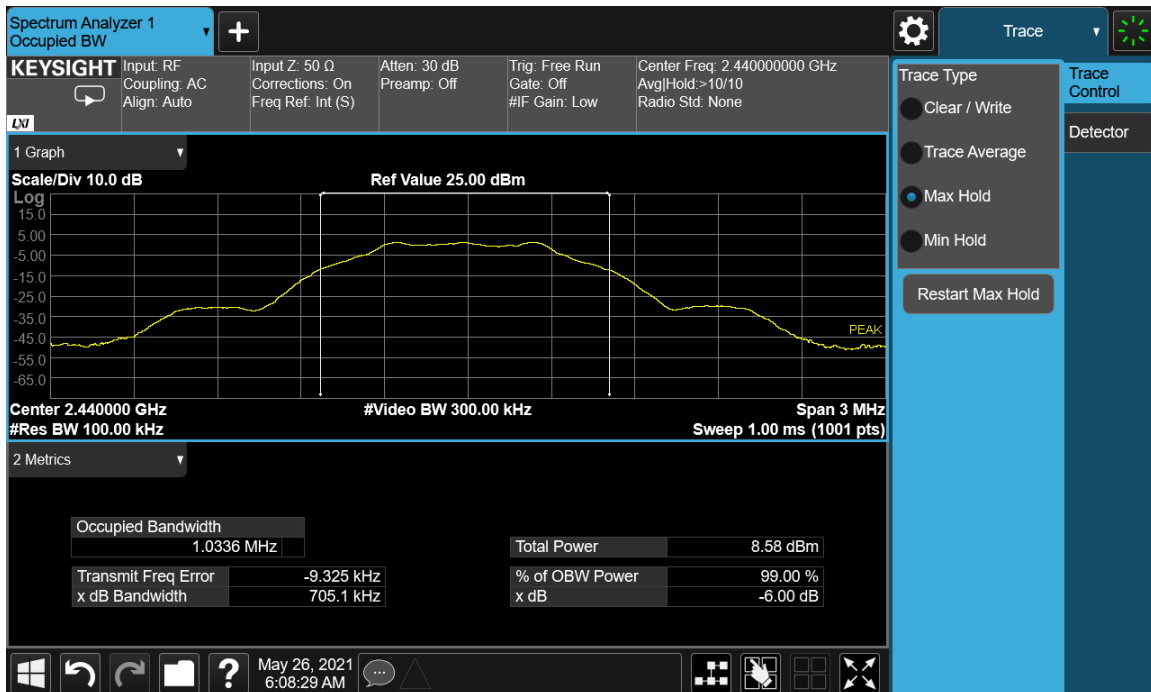 Spectrum Analyzer 1
Occupied BW
+
Trace
KEYSIGHT
Input: RF
Coupling: AC
Align: Auto
Input Z: 50 Ω
Corrections: On
Freq Ref: Int (S)
Atten: 30 dB
Preamp: Off
Trig: Free Run
Gate: Off
#IF Gain: Low
Center Freq: 2.440000000 GHz
Avg|Hold:>10/10
Radio Std: None
LXI
Trace Type
Clear / Write
Trace Average
Max Hold
Min Hold
Restart Max Hold
Trace
Control
Detector
1 Graph
Scale/Div 10.0 dB
Ref Value 25.00 dBm
Log
15.0
5.00
-5.00
-15.0
-25.0
-35.0
-45.0
-55.0
-65.0
PEAK
Center 2.440000 GHz
#Video BW 300.00 kHz
Span 3 MHz
#Res BW 100.00 kHz
Sweep 1.00 ms (1001 pts)
2 Metrics
Occupied Bandwidth
1.0336 MHz
Total Power 8.58 dBm
Transmit Freq Error -9.325 kHz
% of OBW Power 99.00 %
x dB Bandwidth 705.1 kHz
x dB -6.00 dB
?
May 26, 2021
6:08:29 AM